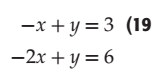 −x + y = 3 (19
−2x + y = 6